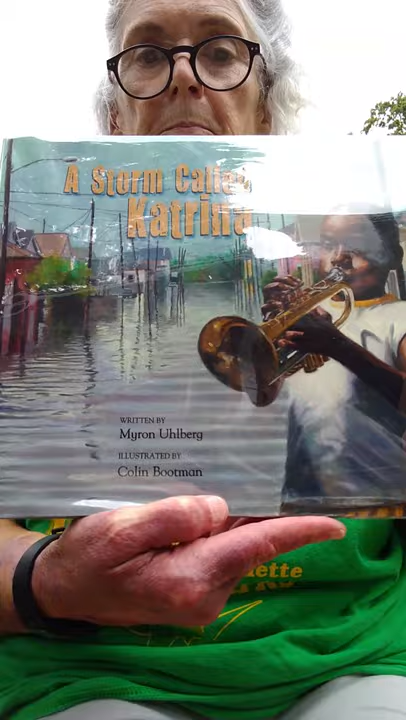 A Storm Called
Katrina
WRITTEN BY
Myron Uhlberg
ILLUSTRATED BY
Colin Bootman